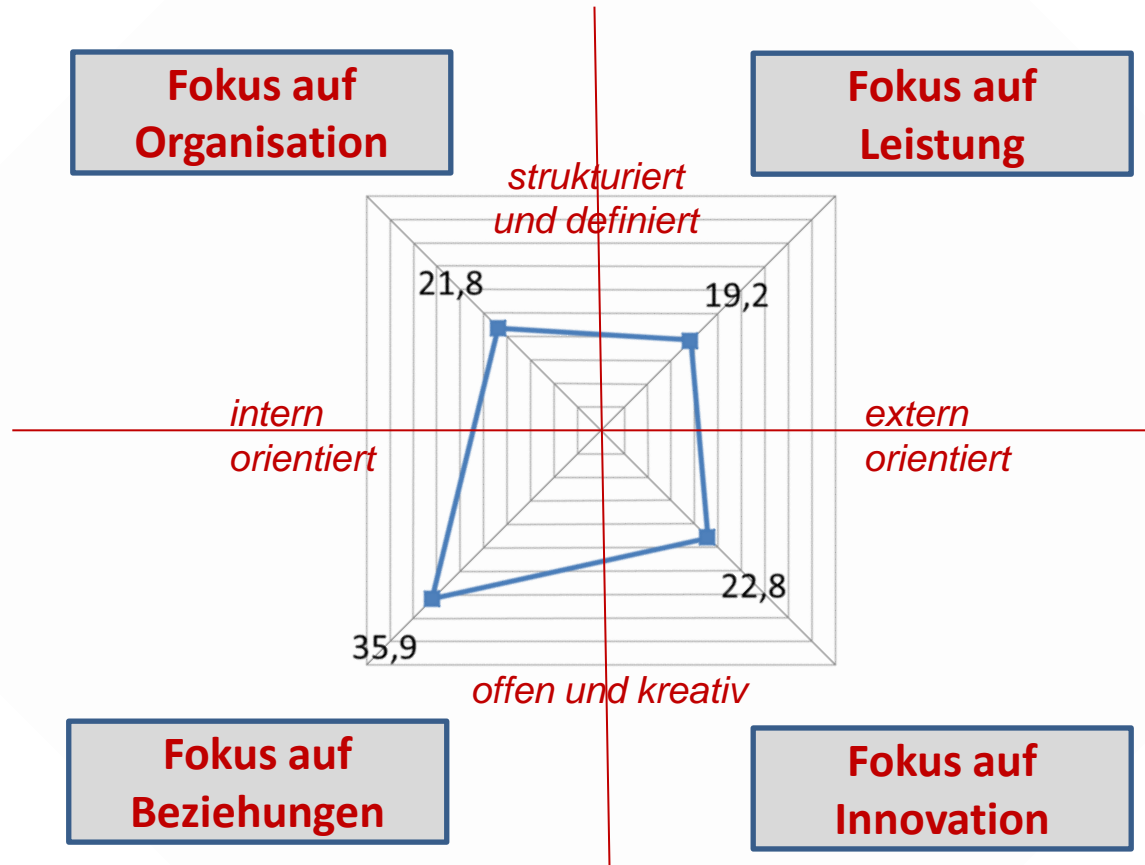 Fokus auf
Organisation
Fokus auf
Leistung
strukturiert
und definiert
21,8
19,2
intern
orientiert
extern
orientiert
22,8
35,9
offen und kreativ
Fokus auf
Beziehungen
Fokus auf
Innovation